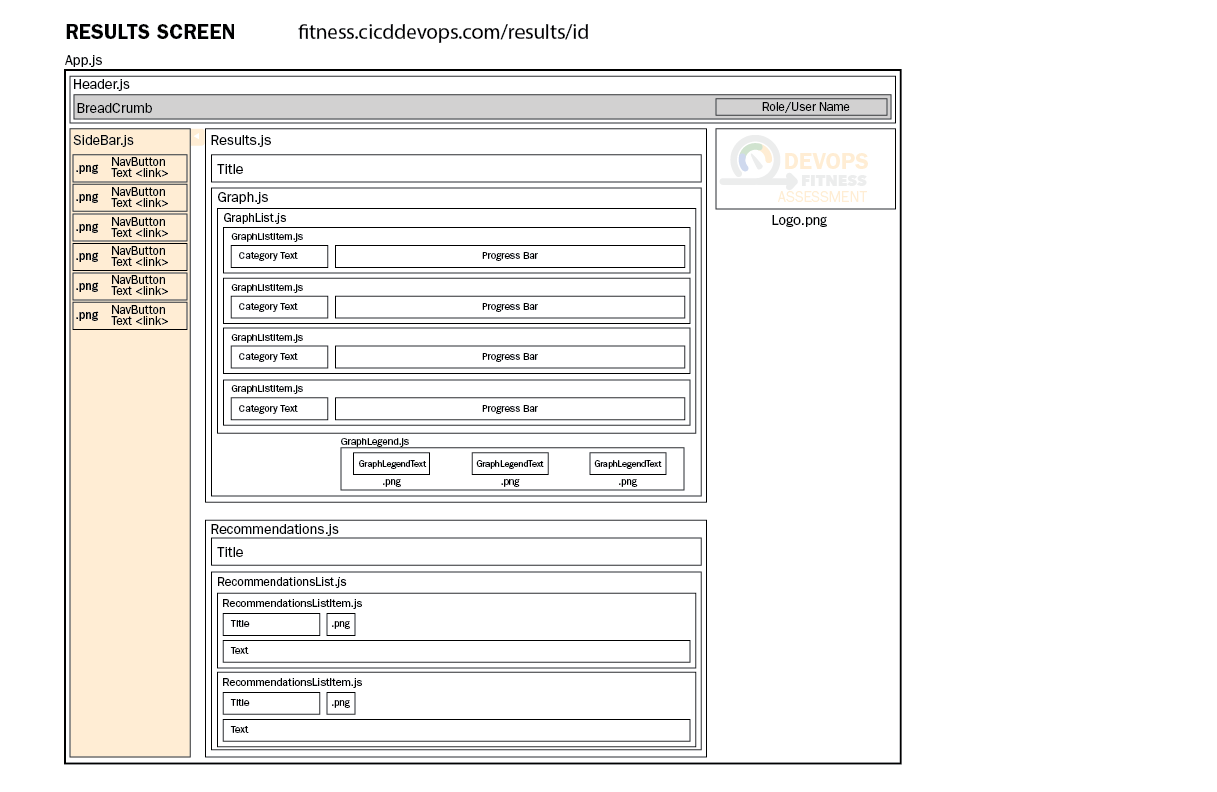 RESULTS SCREEN
fitness.cicddevops.com/results/id
App.js
Header.js
BreadCrumb
Role/User Name
SideBar.js
.png
NavButton
Text <link>
.png
NavButton
Text <link>
.png
NavButton
Text <link>
.png
NavButton
Text <link>
.png
NavButton
Text <link>
.png
NavButton
Text <link>
Results.js
Title
Graph.js
GraphList.js
GraphListItem.js
Category Text
Progress Bar
GraphListItem.js
Category Text
Progress Bar
GraphListItem.js
Category Text
Progress Bar
GraphListItem.js
Category Text
Progress Bar
GraphLegend.js
GraphLegendText
GraphLegendText
GraphLegendText
.png
.png
.png
Recommendations.js
Title
RecommendationsList.js
RecommendationsListItem.js
Title
.png
Text
RecommendationsListItem.js
Title
.png
Text
DEVOPS
FITNESS
ASSESSMENT
Logo.png